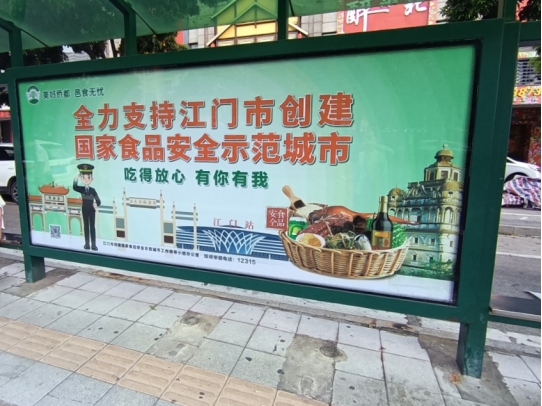 美好侨都 邑食无忧
全力支持江门市创建
国家食品安全示范城市
吃得放心 有你有我
江门站
食品
安全
12315